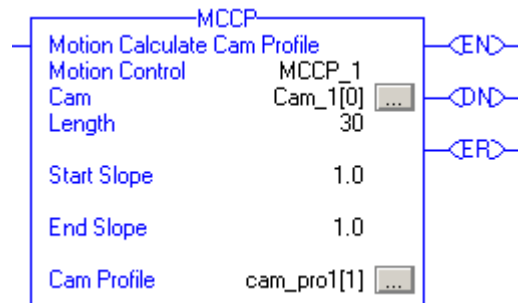 MCCP
Motion Calculate Cam Profile
Motion Control MCCP_1
Cam Cam_1[0] ...
Length 30
Start Slope 1.0
End Slope 1.0
Cam Profile cam_pro1[1] ...
EN
DN
ER